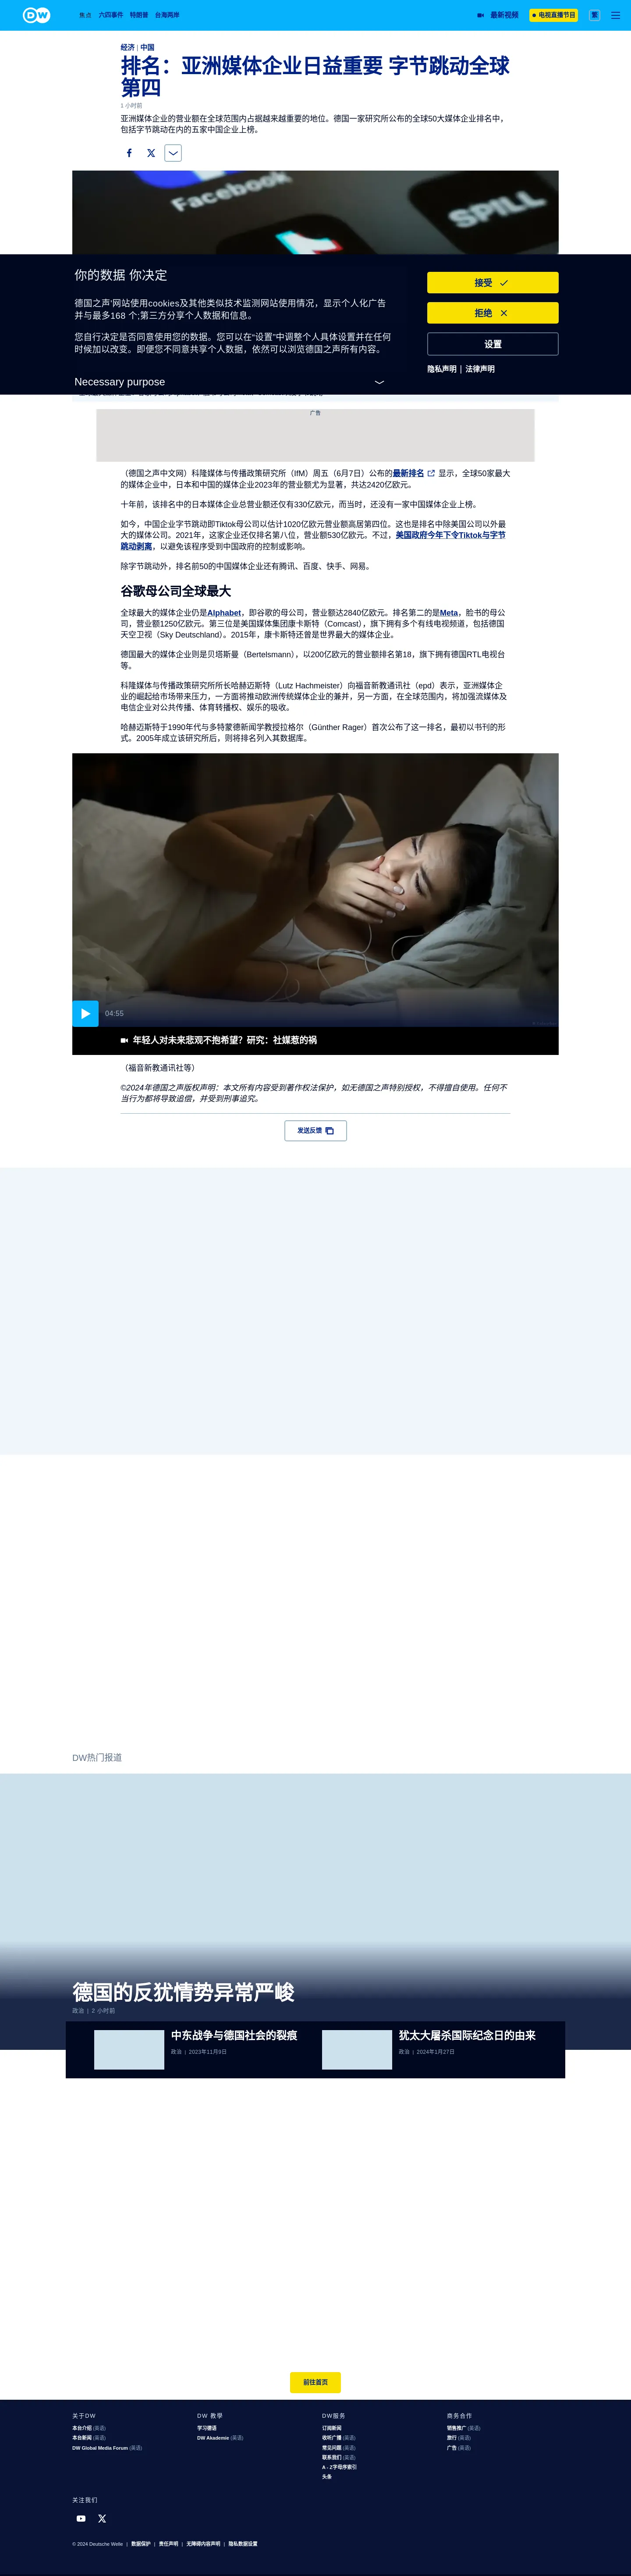 DW
焦点 六四事件 特朗普 台海两岸
最新视频
电视直播节目
繁
经济 | 中国
排名：亚洲媒体企业日益重要 字节跳动全球
第四
1 小时前
亚洲媒体企业的营业额在全球范围内占据越来越重要的地位。德国一家研究所公布的全球50大媒体企业排名中，
包括字节跳动在内的五家中国企业上榜。
Facebook
SPILL
你的数据 你决定
德国之声'网站使用cookies及其他类似技术监测网站使用情况，显示个人化广告
并与最多168 个;第三方分享个人数据和信息。
您自行决定是否同意使用您的数据。您可以在“设置”中调整个人具体设置并在任何
时候加以改变。即便您不同意共享个人数据，依然可以浏览德国之声所有内容。
Necessary purpose
接受
拒绝
设置
隐私声明 | 法律声明
广告
（德国之声中文网）科隆媒体与传播政策研究所（IfM）周五（6月7日）公布的最新排名 显示，全球50家最大
的媒体企业中，日本和中国的媒体企业2023年的营业额尤为显著，共达2420亿欧元。
十年前，该排名中的日本媒体企业总营业额还仅有330亿欧元，而当时，还没有一家中国媒体企业上榜。
如今，中国企业字节跳动即Tiktok母公司以估计1020亿欧元营业额高居第四位。这也是排名中除美国公司以外最
大的媒体公司。2021年，这家企业还仅排名第八位，营业额530亿欧元。不过，美国政府今年下令Tiktok与字节
跳动剥离，以避免该程序受到中国政府的控制或影响。
除字节跳动外，排名前50的中国媒体企业还有腾讯、百度、快手、网易。
谷歌母公司全球最大
全球最大的媒体企业仍是Alphabet，即谷歌的母公司，营业额达2840亿欧元。排名第二的是Meta，脸书的母公
司，营业额1250亿欧元。第三位是美国媒体集团康卡斯特（Comcast），旗下拥有多个有线电视频道，包括德国
天空卫视（Sky Deutschland）。2015年，康卡斯特还曾是世界最大的媒体企业。
德国最大的媒体企业则是贝塔斯曼（Bertelsmann），以200亿欧元的营业额排名第18，旗下拥有德国RTL电视台
等。
科隆媒体与传播政策研究所所长哈赫迈斯特（Lutz Hachmeister）向福音新教通讯社（epd）表示，亚洲媒体企
业的崛起给市场带来压力，一方面将推动欧洲传统媒体企业的兼并，另一方面，在全球范围内，将加强流媒体及
电信企业对公共传播、体育转播权、娱乐的吸收。
哈赫迈斯特于1990年代与多特蒙德新闻学教授拉格尔（Günther Rager）首次公布了这一排名，最初以书刊的形
式。2005年成立该研究所后，则将排名列入其数据库。
04:55
年轻人对未来悲观不抱希望？研究：社媒惹的祸
（福音新教通讯社等）
©2024年德国之声版权声明：本文所有内容受到著作权法保护，如无德国之声特别授权，不得擅自使用。任何不
当行为都将导致追偿，并受到刑事追究。
发送反馈
DW热门报道
德国的反犹情势异常严峻
政治 | 2 小时前
中东战争与德国社会的裂痕
政治 | 2023年11月8日
犹太大屠杀国际纪念日的由来
政治 | 2024年1月27日
前往首页
关于DW
本台介绍 (英语)
本台新闻 (英语)
DW Global Media Forum (英语)
DW 教学
学习德语
DW Akademie (英语)
DW服务
订阅新闻
收听广播 (英语)
常见问题 (英语)
联系我们 (英语)
A - Z字母序索引
头条
商务合作
销售推广 (英语)
旅行 (英语)
广告 (英语)
关注我们
© 2024 Deutsche Welle | 数据保护 | 责任声明 | 无障碍内容声明 | 隐私数据设置